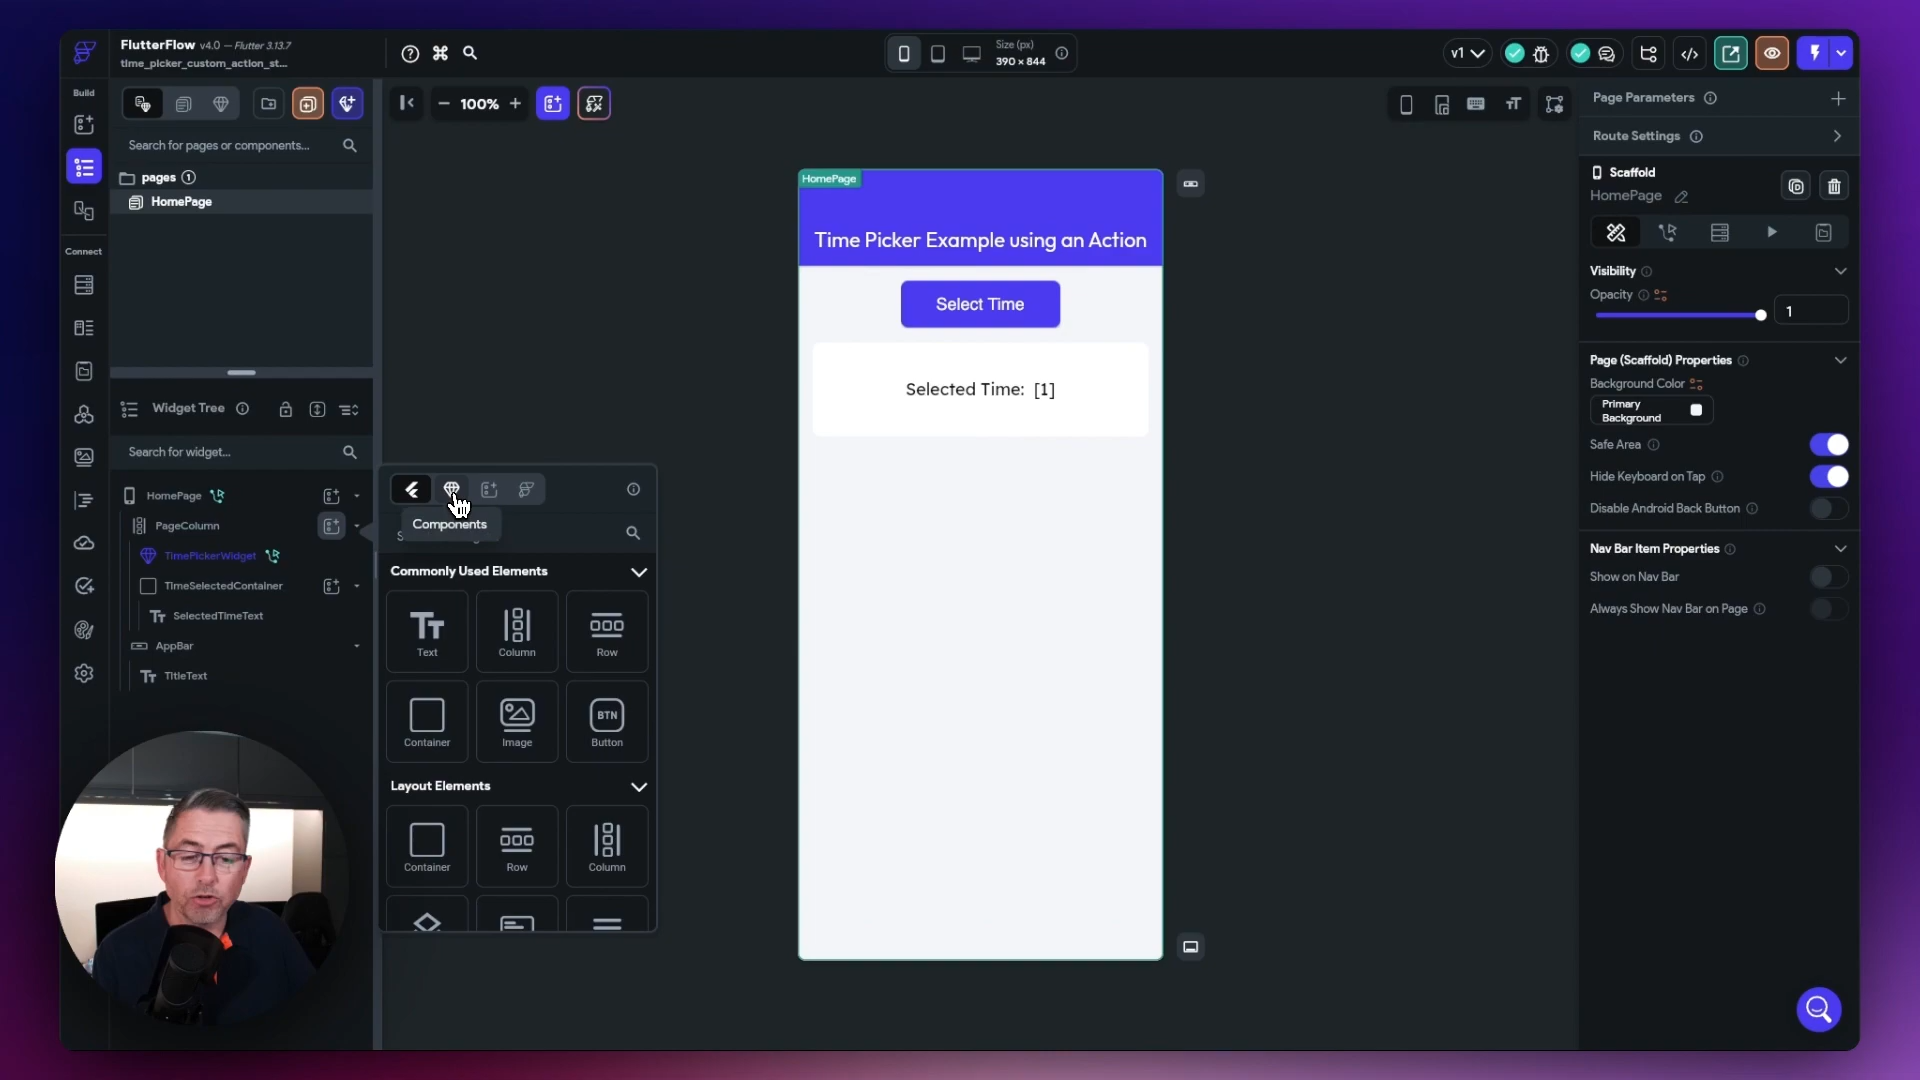 FlutterFlow v4.0 — Flutter 3.13.7
time_picker_custom_action_st...
Size (px)
390 × 844
v1
Build
100%
Search for pages or components...
pages 1
HomePage
Connect
Widget Tree
Search for widget...
HomePage
PageColumn
TimePickerWidget
TimeSelectedContainer
SelectedTimeText
AppBar
TitleText
Components
Commonly Used Elements
Text
Column
Row
Container
Image
BTN
Button
Layout Elements
Container
Row
Column
HomePage
Time Picker Example using an Action
Select Time
Selected Time: [1]
Page Parameters
Route Settings
Scaffold
HomePage
Visibility
Opacity
1
Page (Scaffold) Properties
Background Color
Primary
Background
Safe Area
Hide Keyboard on Tap
Disable Android Back Button
Nav Bar Item Properties
Show on Nav Bar
Always Show Nav Bar on Page